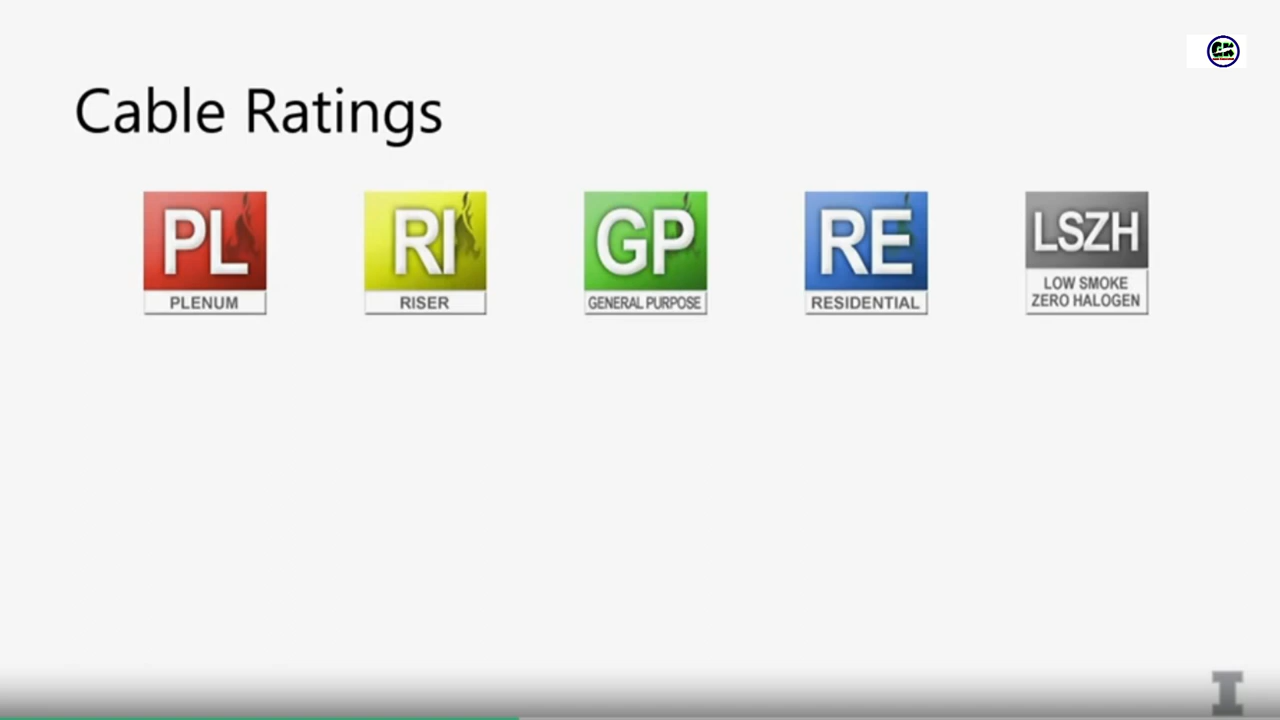 Cable Ratings
PL
PLENUM
RI
RISER
GP
GENERAL PURPOSE
RE
RESIDENTIAL
LSZH
LOW SMOKE
ZERO HALOGEN
I